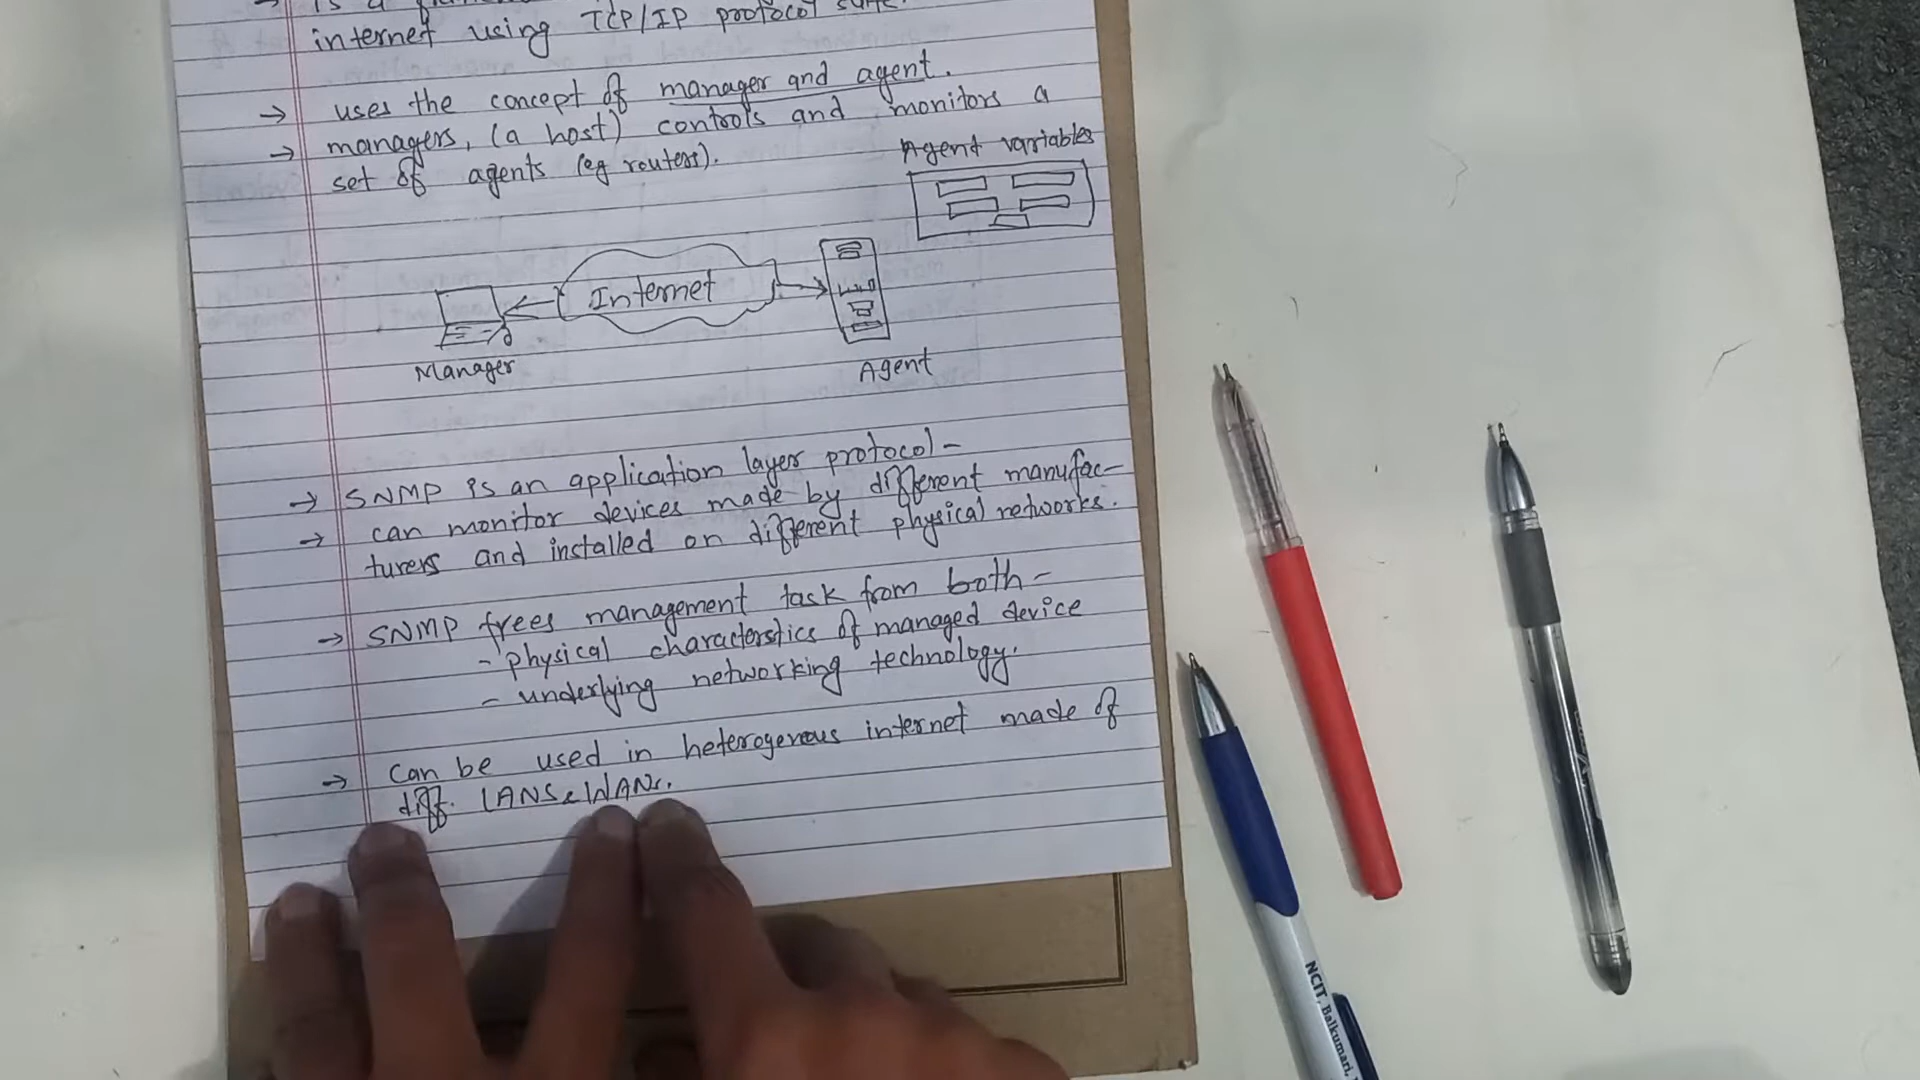 → is a
internet using TCP/IP protocol suite.
→ uses the concept of manager and agent.
→ managers, (a host) controls and monitors a
set of agents (eg routers).
Agent variables
Internet
Manager
Agent
→ SNMP is an application layer protocol -
→ can monitor devices made by different manufac-
turers and installed on different physical networks.
→ SNMP frees management task from both -
- physical characterstics of managed device
- underlying networking technology.
→ can be used in heterogenous internet made of
diff. LANS & WANs.
NCIT, Balkumari,